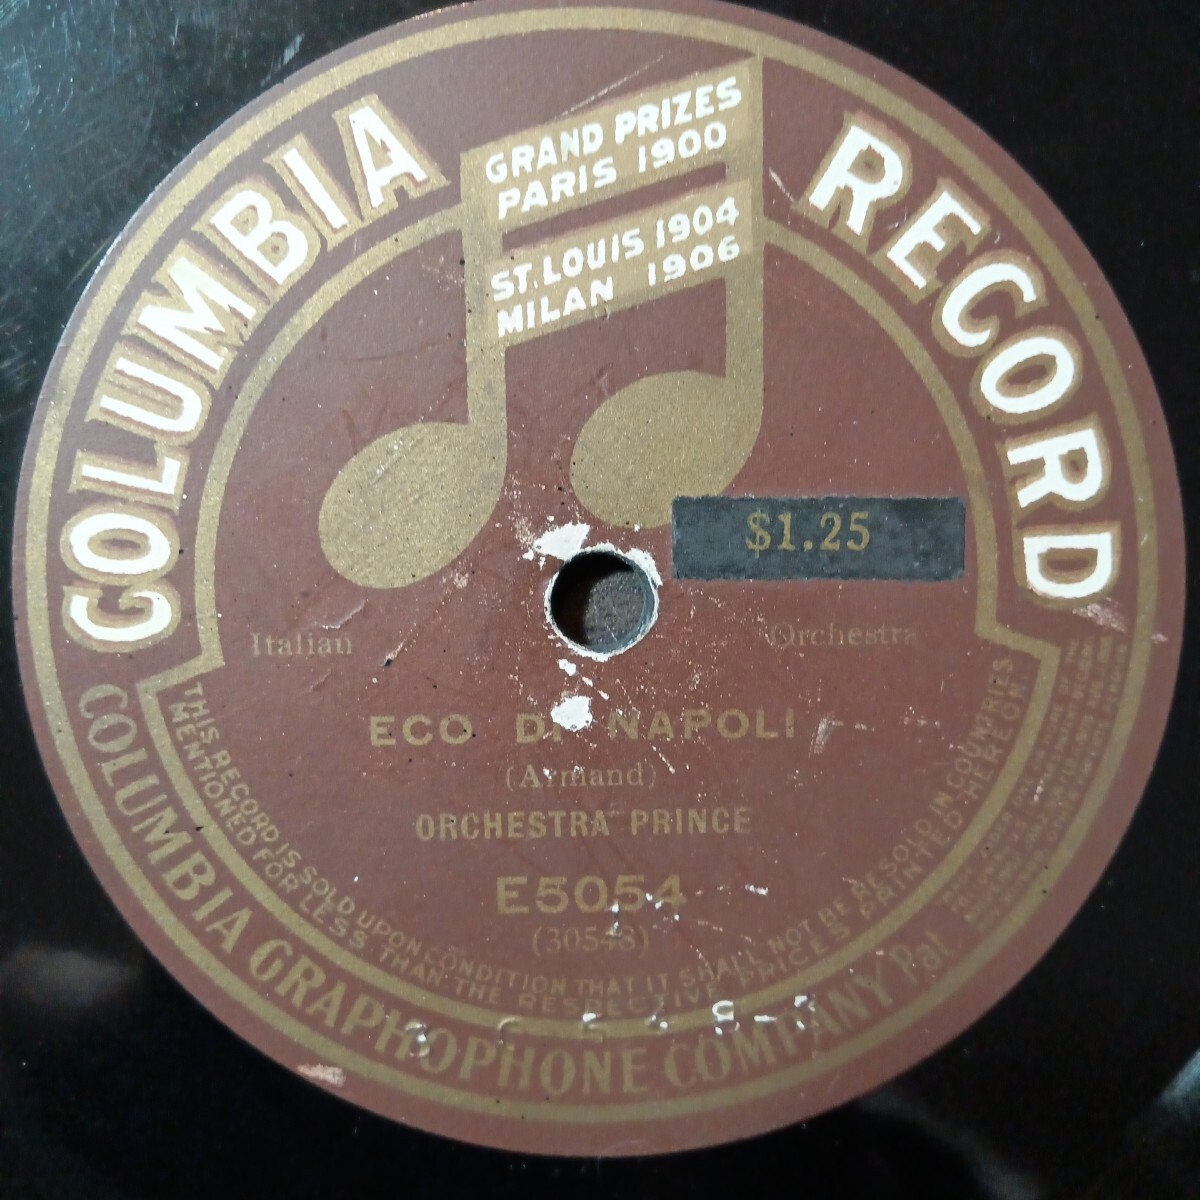 COLUMBIA RECORD
GRAND PRIZES
PARIS 1900
ST. LOUIS 1904
MILAN 1906
$1.25
Italian Orchestra
ECO DI NAPOLI
(Armand)
ORCHESTRA PRINCE
E5054
(30548)
THIS RECORD IS SOLD UPON CONDITION THAT IT SHALL NOT BE RESOLD IN COUNTRIES
MENTIONED FOR LESS THAN THE RESPECTIVE PRICES PRINTED HEREON
COLUMBIA GRAPHOPHONE COMPANY Pat.